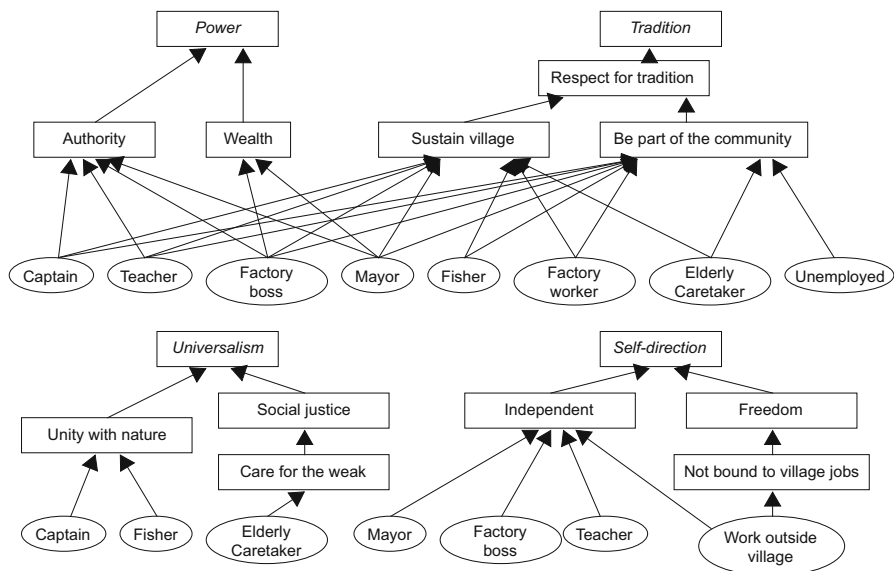 Power
Tradition
Respect for tradition
Authority
Wealth
Sustain village
Be part of the community
Captain
Teacher
Factory
boss
Mayor
Fisher
Factory
worker
Elderly
Caretaker
Unemployed
Universalism
Self-direction
Social justice
Independent
Freedom
Unity with nature
Care for the weak
Not bound to village jobs
Captain
Fisher
Elderly
Caretaker
Mayor
Factory
boss
Teacher
Work outside
village